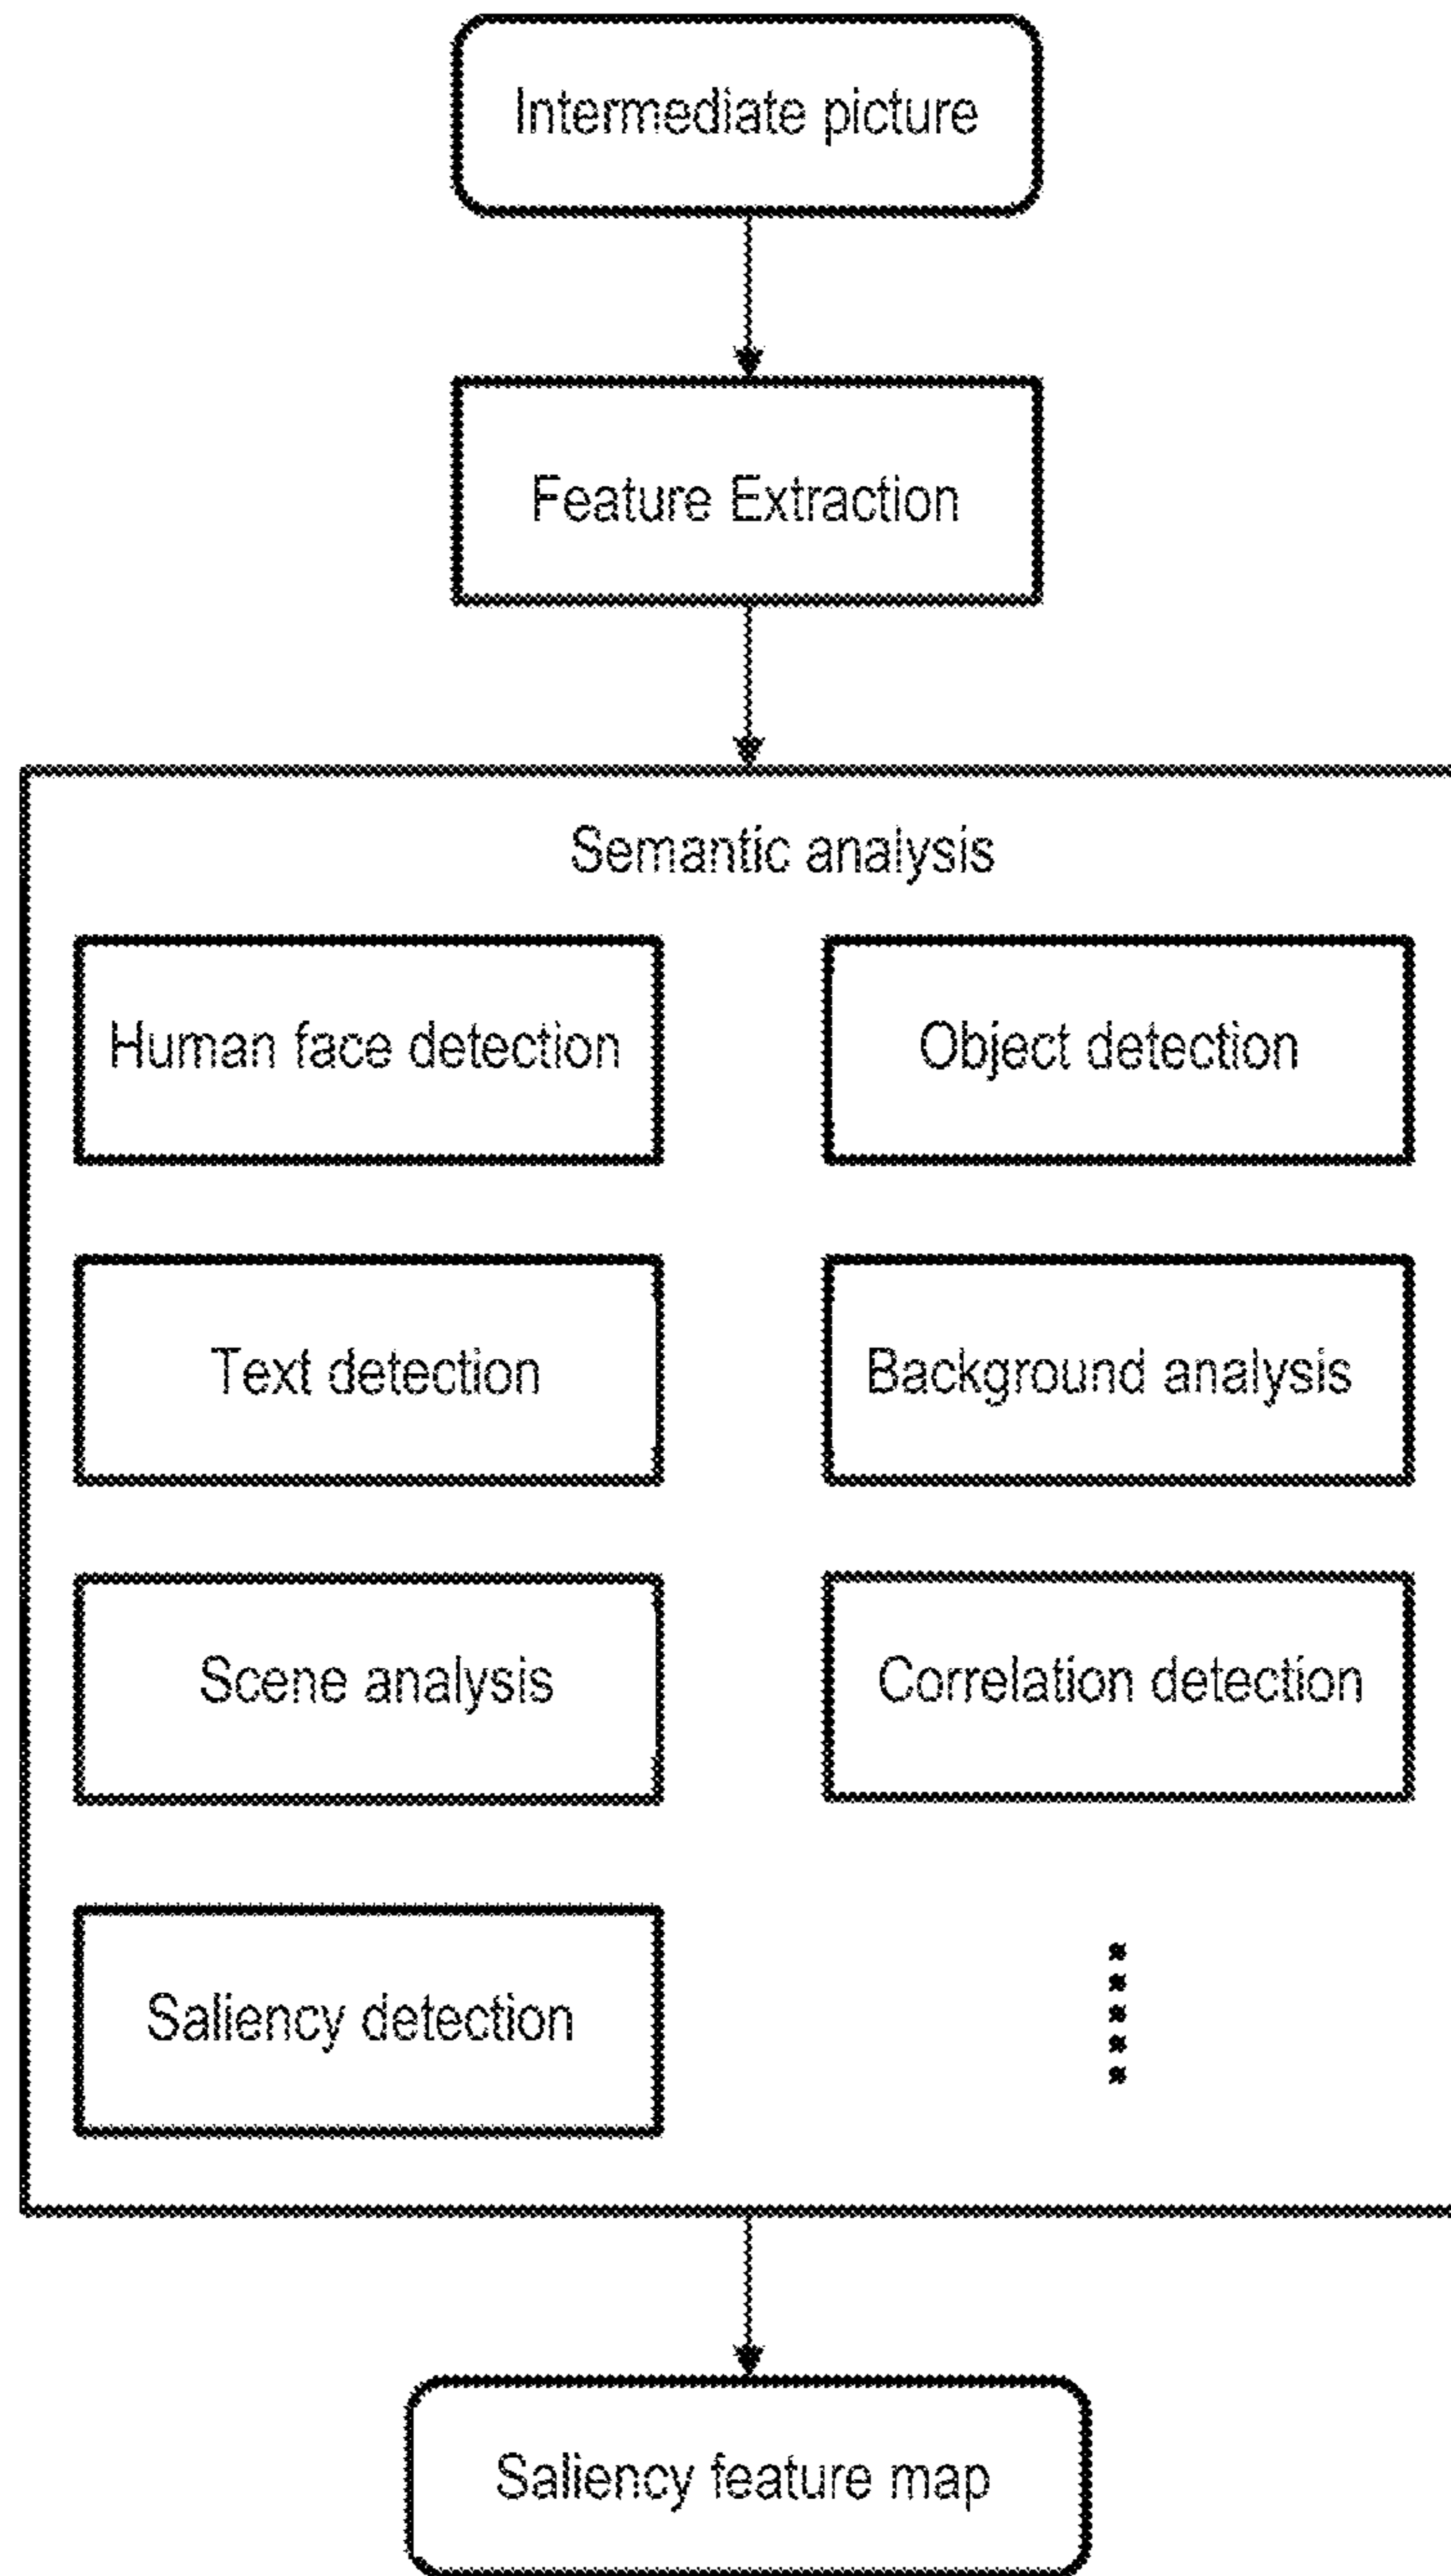 Intermediate picture
Feature Extraction
Semantic analysis
Human face detection
Object detection
Text detection
Background analysis
Scene analysis
Correlation detection
Saliency detection
Saliency feature map